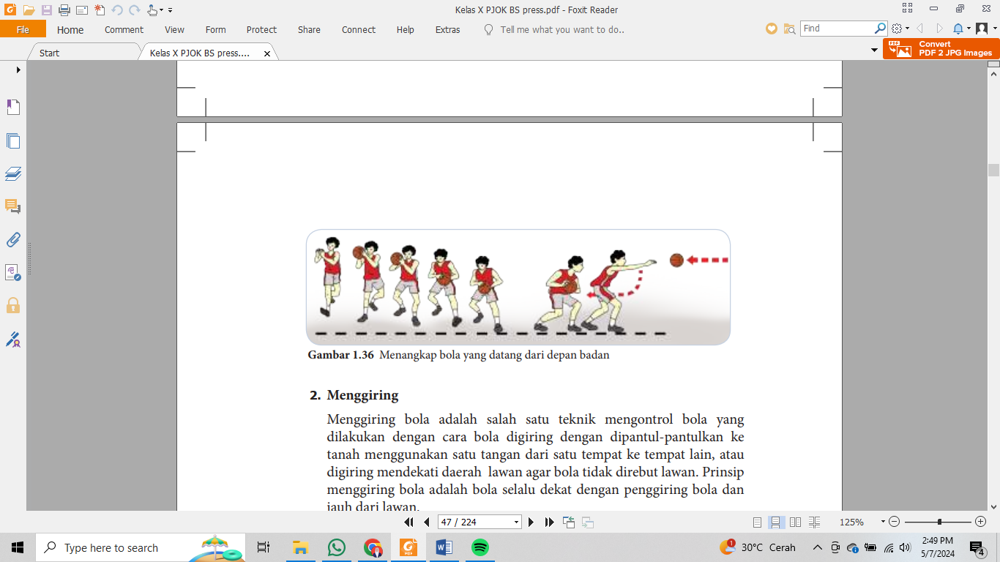 Kelas X PJOK BS press.pdf - Foxit Reader
File Home Comment View Form Protect Share Connect Help Extras Tell me what you want to do.. Find
Start Kelas X PJOK BS press.... Convert
PDF 2 JPG Images
Gambar 1.36 Menangkap bola yang datang dari depan badan
2. Menggiring
Menggiring bola adalah salah satu teknik mengontrol bola yang
dilakukan dengan cara bola digiring dengan dipantul-pantulkan ke
tanah menggunakan satu tangan dari satu tempat ke tempat lain, atau
digiring mendekati daerah lawan agar bola tidak direbut lawan. Prinsip
menggiring bola adalah bola selalu dekat dengan penggiring bola dan
jauh dari lawan.
47 / 224 125%
Type here to search 30°C Cerah 2:49 PM
5/7/2024